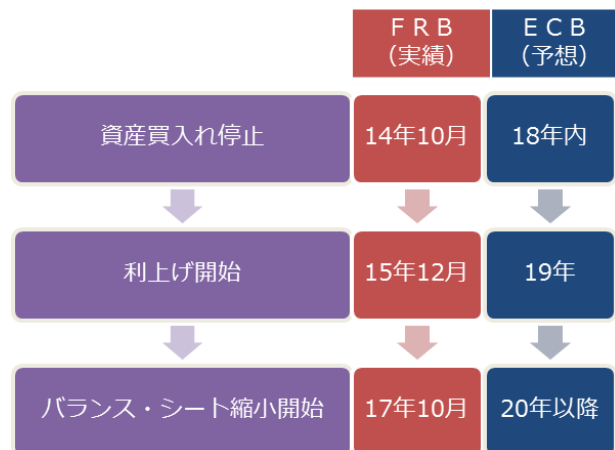 ＦＲＢ
(実績)
ＥＣＢ
(予想)
資産買入れ停止
14年10月
18年内
利上げ開始
15年12月
19年
バランス・シート縮小開始
17年10月
20年以降